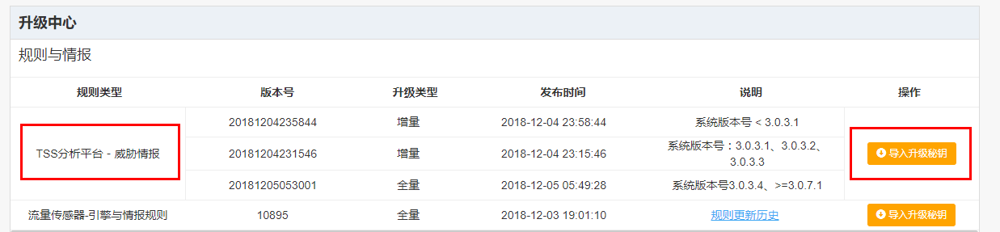 升级中心
规则与情报
规则类型 版本号 升级类型 发布时间 说明 操作
20181204235844 增量 2018-12-04 23:58:44 系统版本号 < 3.0.3.1
TSS分析平台 - 威胁情报 20181204231546 增量 2018-12-04 23:15:46 系统版本号：3.0.3.1、3.0.3.2、
3.0.3.3 导入升级秘钥
20181205053001 全量 2018-12-05 05:49:28 系统版本号3.0.3.4、>=3.0.7.1
流量传感器-引擎与情报规则 10895 全量 2018-12-03 19:01:10 规则更新历史 导入升级秘钥